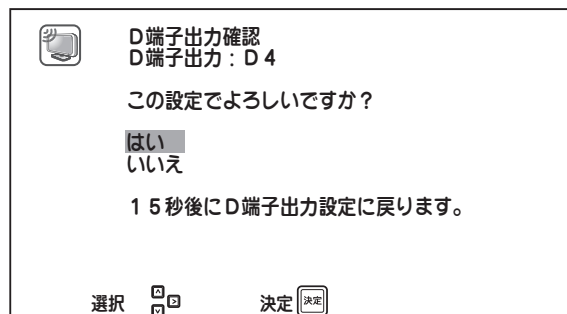 D端子出力確認
D端子出力：D4
この設定でよろしいですか？
はい
いいえ
15秒後にD端子出力設定に戻ります。
選択 決定 決定